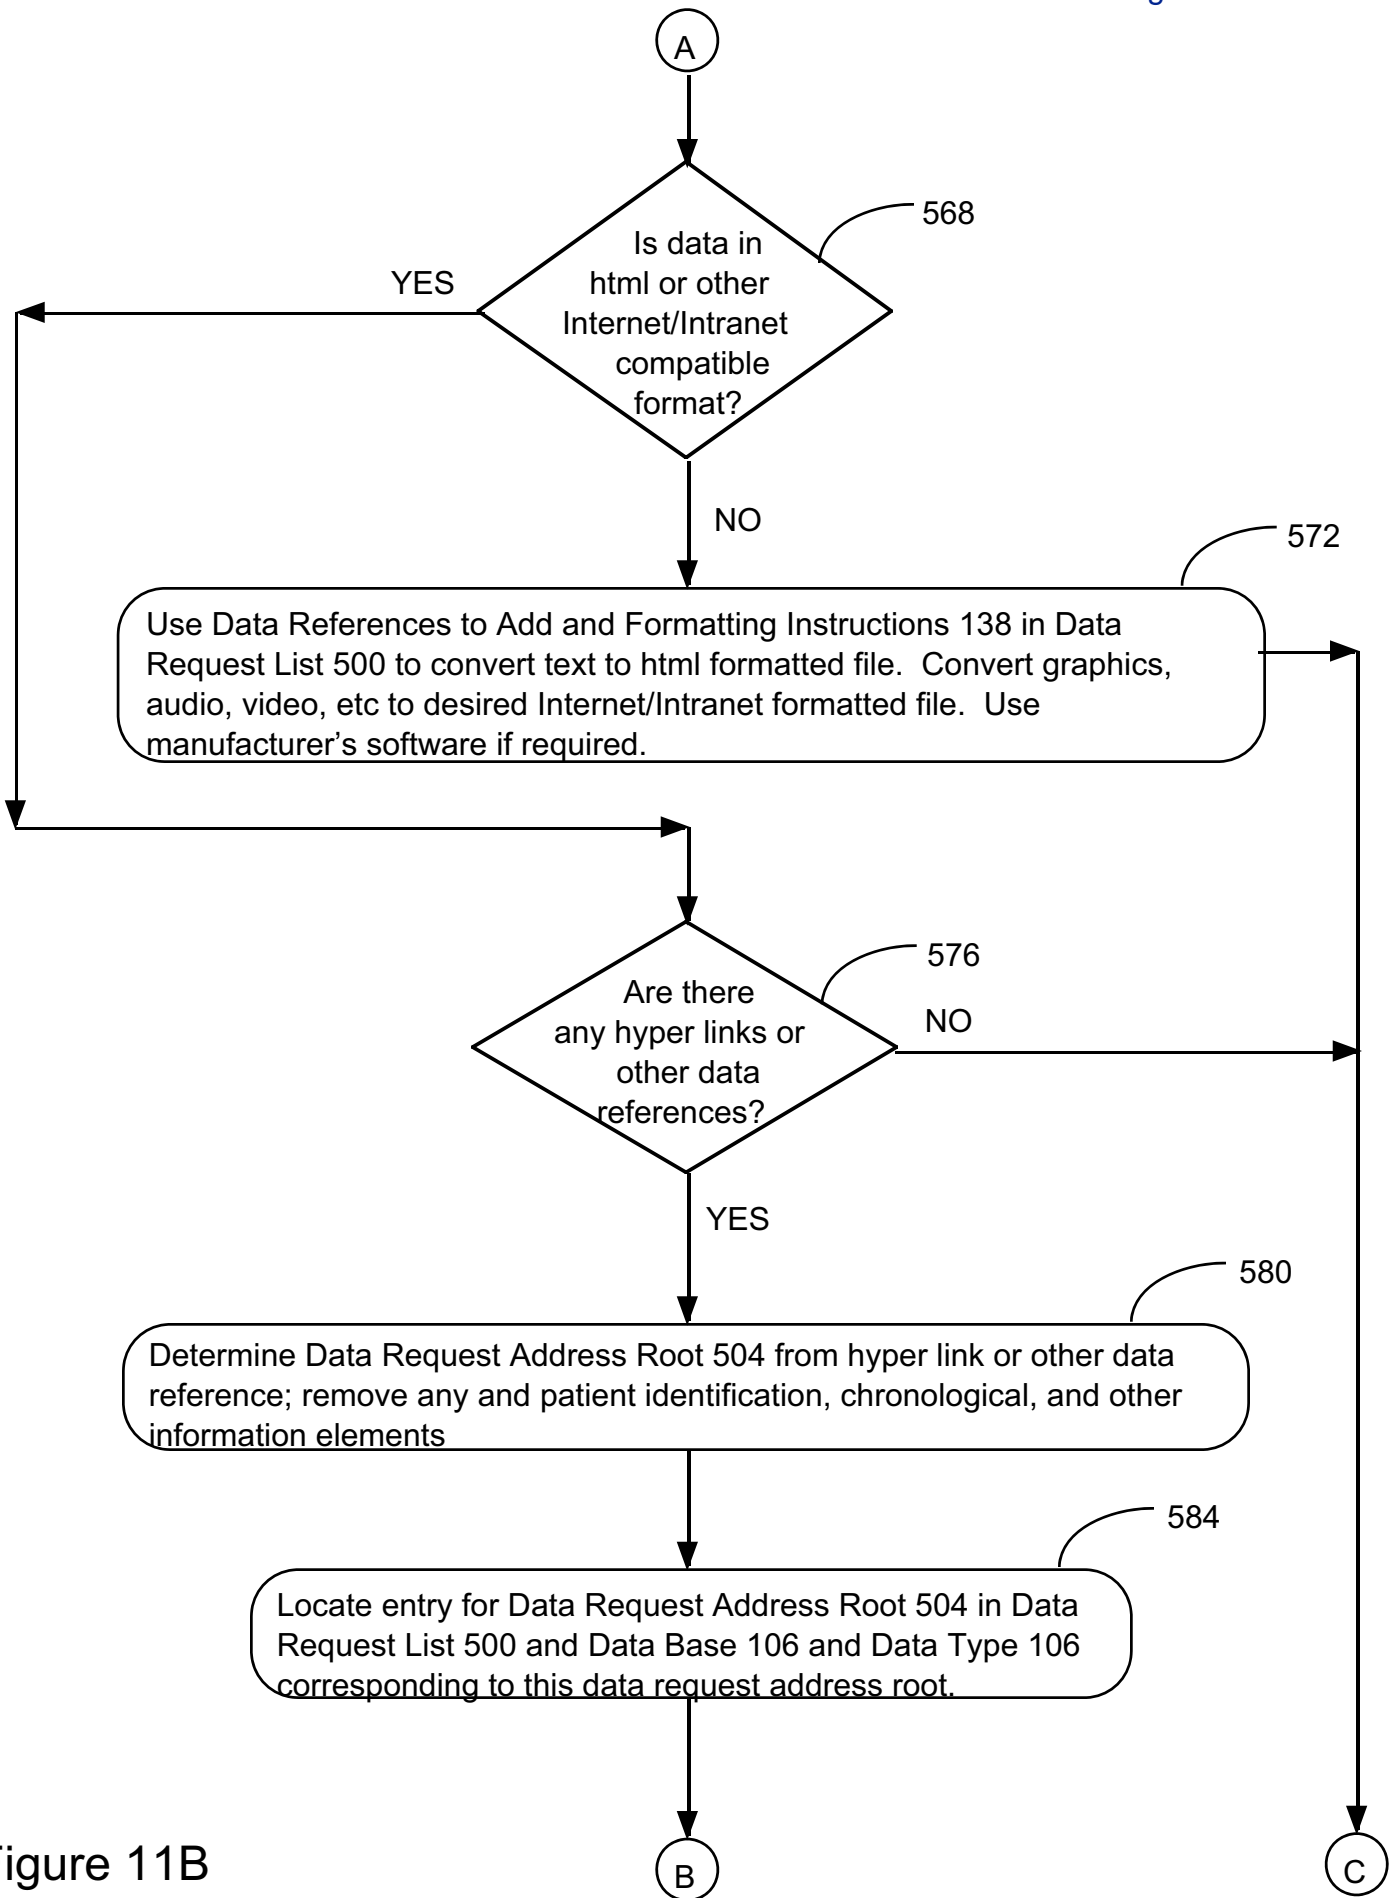 A
568
Is data in
html or other
Internet/Intranet
compatible
format?
YES
NO
572
Use Data References to Add and Formatting Instructions 138 in Data
Request List 500 to convert text to html formatted file.  Convert graphics,
audio, video, etc to desired Internet/Intranet formatted file.  Use
manufacturer's software if required.
576
Are there
any hyper links or
other data
references?
NO
YES
580
Determine Data Request Address Root 504 from hyper link or other data
reference; remove any and patient identification, chronological, and other
information elements
584
Locate entry for Data Request Address Root 504 in Data
Request List 500 and Data Base 106 and Data Type 106
corresponding to this data request address root.
igure 11B
B
C